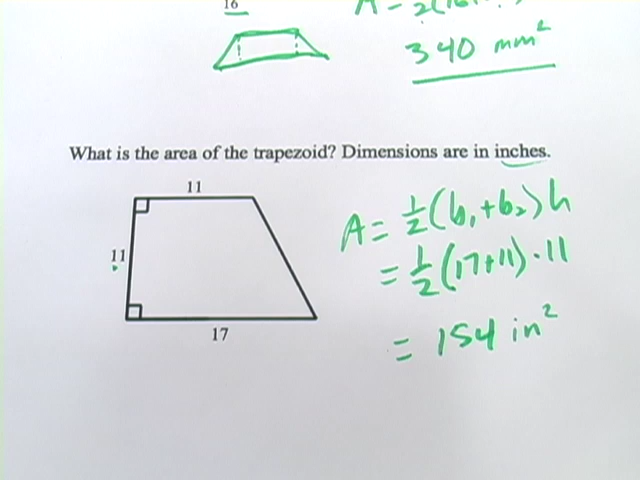 16
340 mm²
What is the area of the trapezoid? Dimensions are in inches.
11
11
17
A = ½(b₁+b₂)h
= ½(17+11)·11
= 154 in²